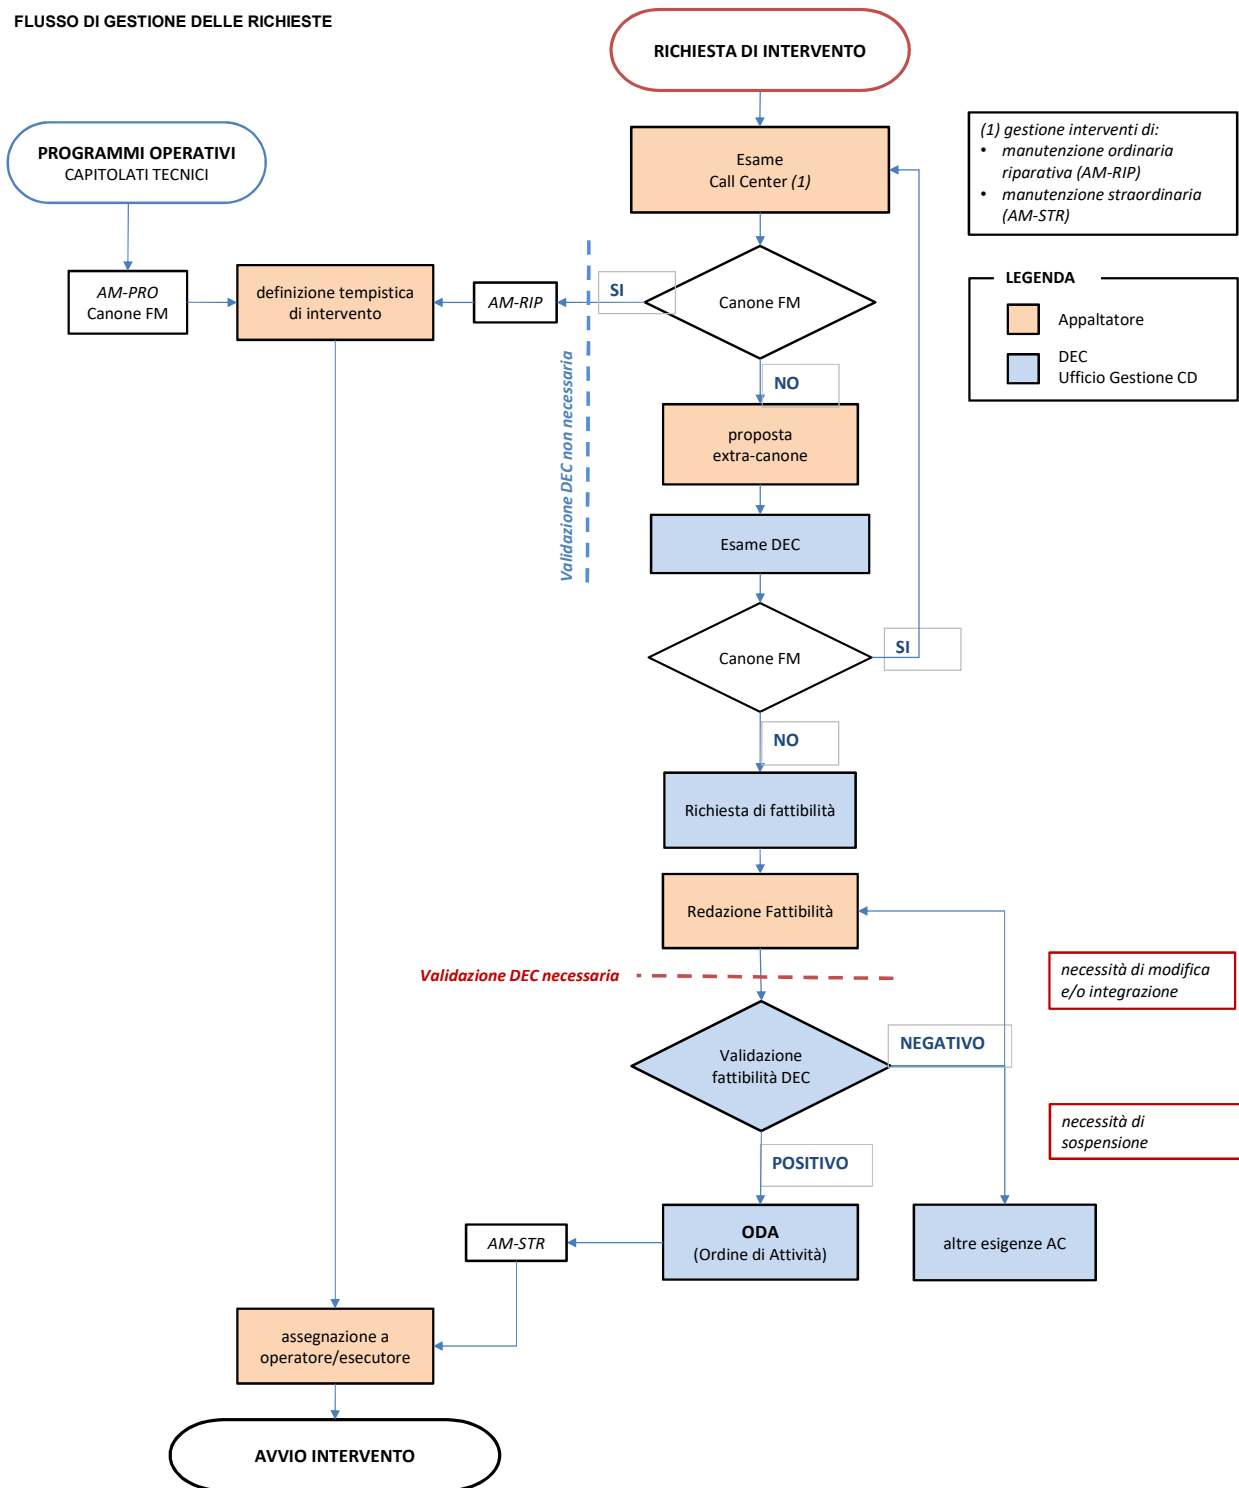 FLUSSO DI GESTIONE DELLE RICHIESTE
RICHIESTA DI INTERVENTO
PROGRAMMI OPERATIVI
CAPITOLATI TECNICI
Esame
Call Center (1)
(1) gestione interventi di:
• manutenzione ordinaria
riparativa (AM-RIP)
• manutenzione straordinaria
(AM-STR)
LEGENDA
Appaltatore
DEC
Ufficio Gestione CD
AM-PRO
Canone FM
definizione tempistica
di intervento
AM-RIP
SI
Canone FM
NO
Validazione DEC non necessaria
proposta
extra-canone
Esame DEC
Canone FM
SI
NO
Richiesta di fattibilità
Redazione Fattibilità
Validazione DEC necessaria
necessità di modifica
e/o integrazione
Validazione
fattibilità DEC
NEGATIVO
necessità di
sospensione
POSITIVO
AM-STR
ODA
(Ordine di Attività)
altre esigenze AC
assegnazione a
operatore/esecutore
AVVIO INTERVENTO